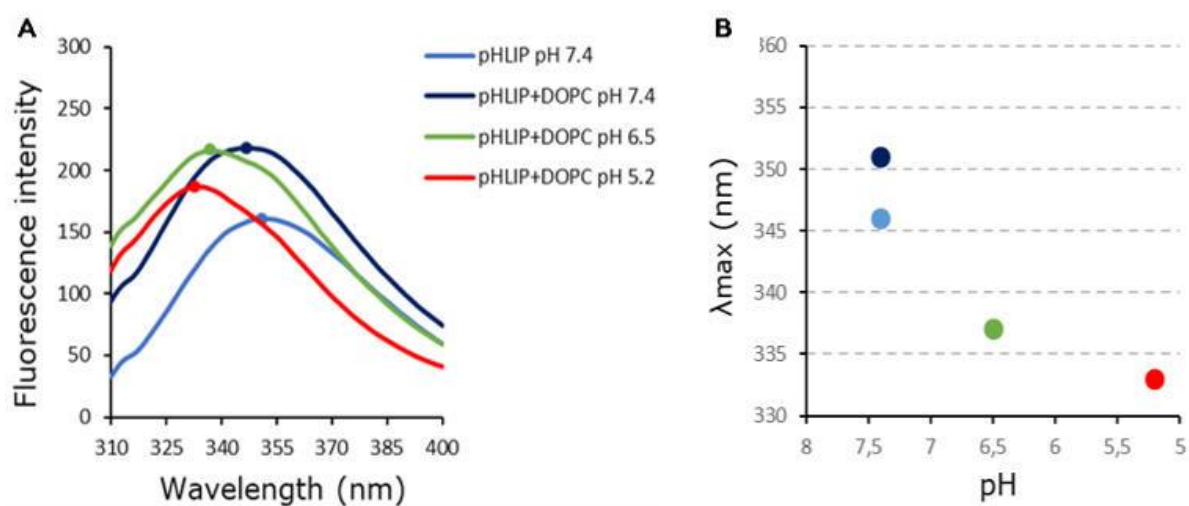 A
300
250
200
150
100
50
0
310 325 340 355 370 385 400
Fluorescence intensity
Wavelength (nm)
pHLIP pH 7.4
pHLIP+DOPC pH 7.4
pHLIP+DOPC pH 6.5
pHLIP+DOPC pH 5.2
B
360
355
350
345
340
335
330
8 7,5 7 6,5 6 5,5 5
λmax (nm)
pH